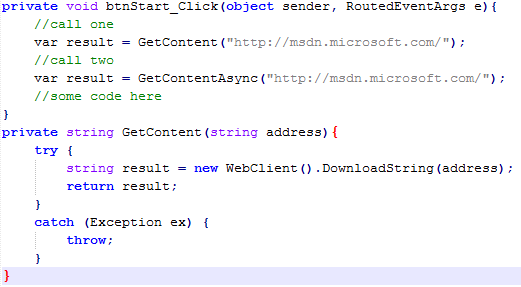 private void btnStart_Click(object sender, RoutedEventArgs e){
    //call one
    var result = GetContent("http://msdn.microsoft.com/");
    //call two
    var result = GetContentAsync("http://msdn.microsoft.com/");
    //some code here
}
private string GetContent(string address){
    try {
        string result = new WebClient().DownloadString(address);
        return result;
    }
    catch (Exception ex) {
        throw;
    }
}